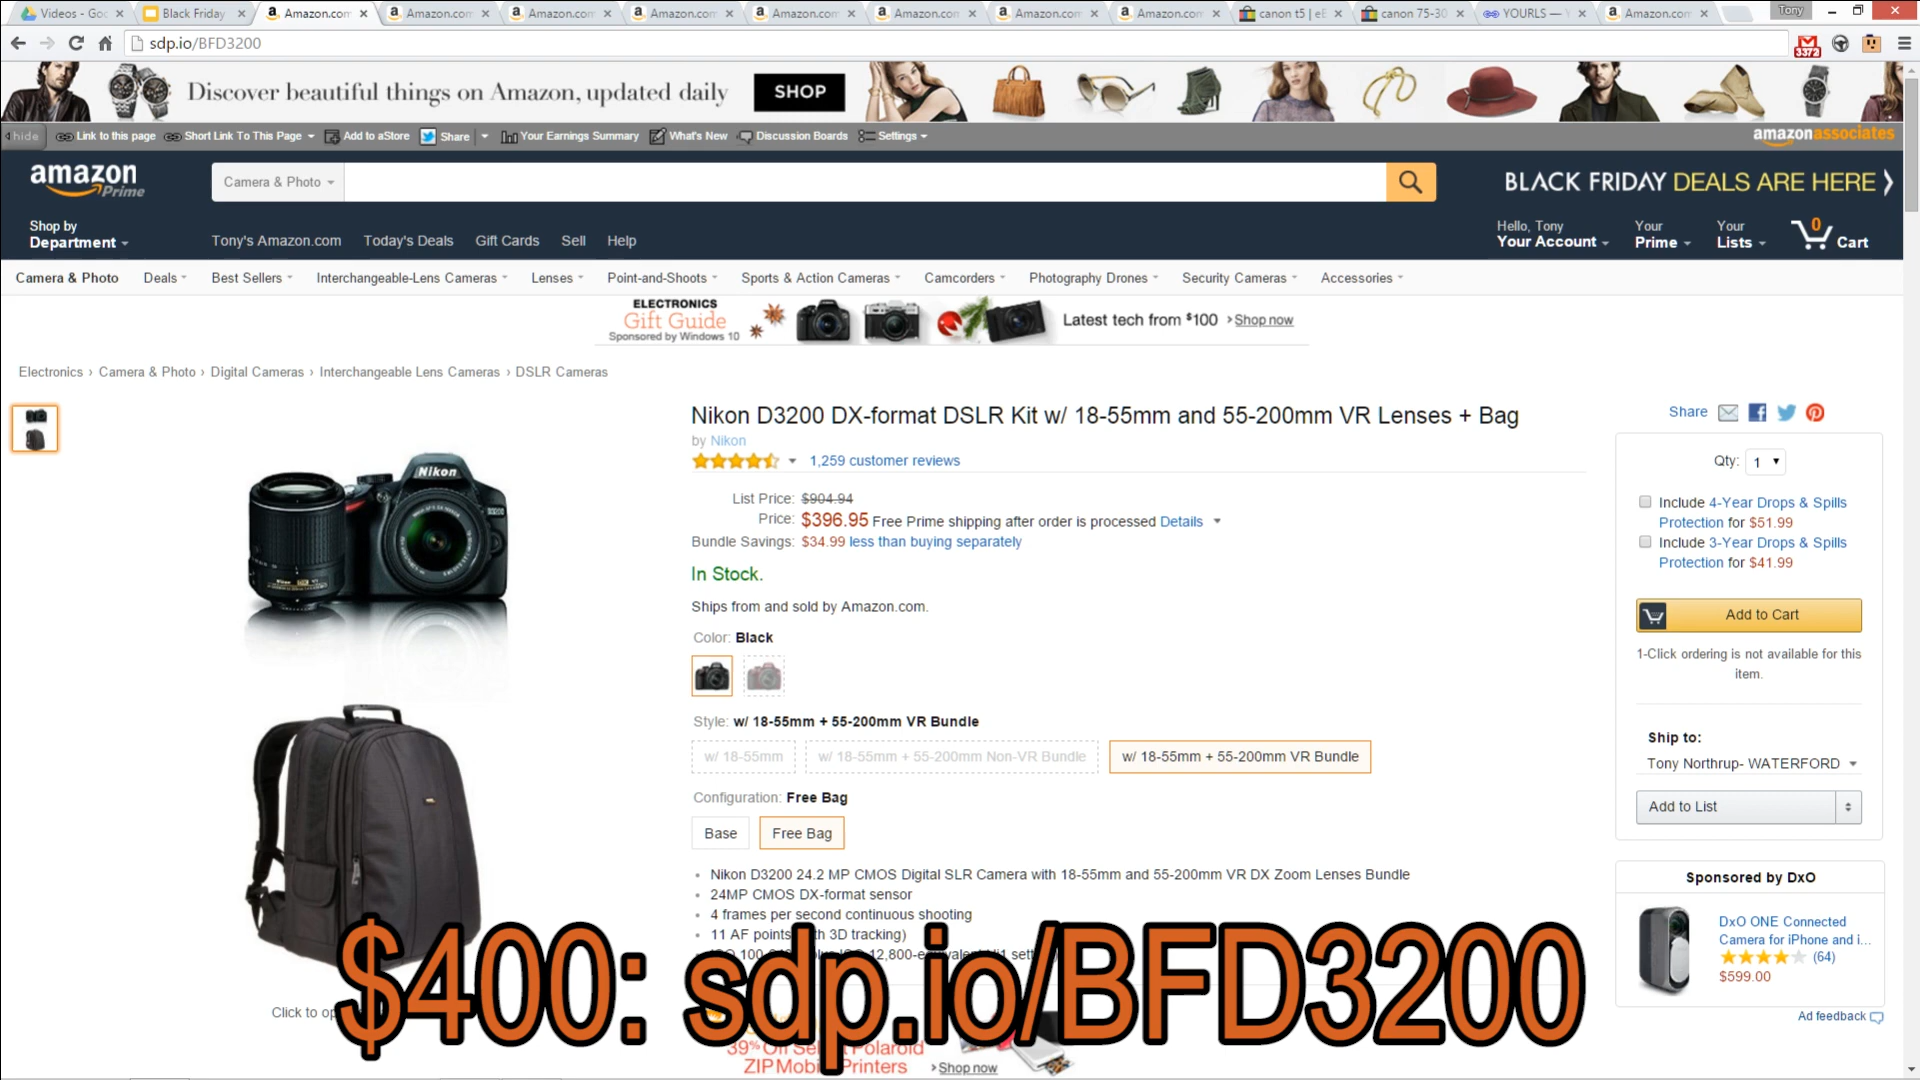 Videos - Goo
Black Friday
Amazon.com
Amazon.com
Amazon.com
Amazon.com
Amazon.com
Amazon.com
Amazon.com
Amazon.com
canon t5 | eB
canon 75-30
YOURLS —
Amazon.com
Tony
sdp.io/BFD3200
3372
Discover beautiful things on Amazon, updated daily
SHOP
hide
Link to this page
Short Link To This Page
Add to aStore
Share
Your Earnings Summary
What's New
Discussion Boards
Settings
amazonassociates
amazon
Prime
Camera & Photo
BLACK FRIDAY DEALS ARE HERE
Shop by
Department
Tony's Amazon.com
Today's Deals
Gift Cards
Sell
Help
Hello, Tony
Your Account
Your
Prime
Your
Lists
0
Cart
Camera & Photo
Deals
Best Sellers
Interchangeable-Lens Cameras
Lenses
Point-and-Shoots
Sports & Action Cameras
Camcorders
Photography Drones
Security Cameras
Accessories
ELECTRONICS
Gift Guide
Sponsored by Windows 10
Latest tech from $100 › Shop now
Electronics › Camera & Photo › Digital Cameras › Interchangeable Lens Cameras › DSLR Cameras
Nikon
D3200
Nikon D3200 DX-format DSLR Kit w/ 18-55mm and 55-200mm VR Lenses + Bag
by Nikon
1,259 customer reviews
List Price: $904.94
Price: $396.95 Free Prime shipping after order is processed Details
Bundle Savings: $34.99 less than buying separately
In Stock.
Ships from and sold by Amazon.com.
Color: Black
Style: w/ 18-55mm + 55-200mm VR Bundle
w/ 18-55mm
w/ 18-55mm + 55-200mm Non-VR Bundle
w/ 18-55mm + 55-200mm VR Bundle
Configuration: Free Bag
Base
Free Bag
Nikon D3200 24.2 MP CMOS Digital SLR Camera with 18-55mm and 55-200mm VR DX Zoom Lenses Bundle
24MP CMOS DX-format sensor
4 frames per second continuous shooting
11 AF points 3D tracking)
Click to op
$400: sdp.io/BFD3200
39% Off Select Polaroid
ZIP Mobile Printers
› Shop now
Share
Qty: 1
Include 4-Year Drops & Spills
Protection for $51.99
Include 3-Year Drops & Spills
Protection for $41.99
Add to Cart
1-Click ordering is not available for this
item.
Ship to:
Tony Northrup- WATERFORD
Add to List
Sponsored by DxO
DxO ONE Connected
Camera for iPhone and i...
(64)
$599.00
Ad feedback